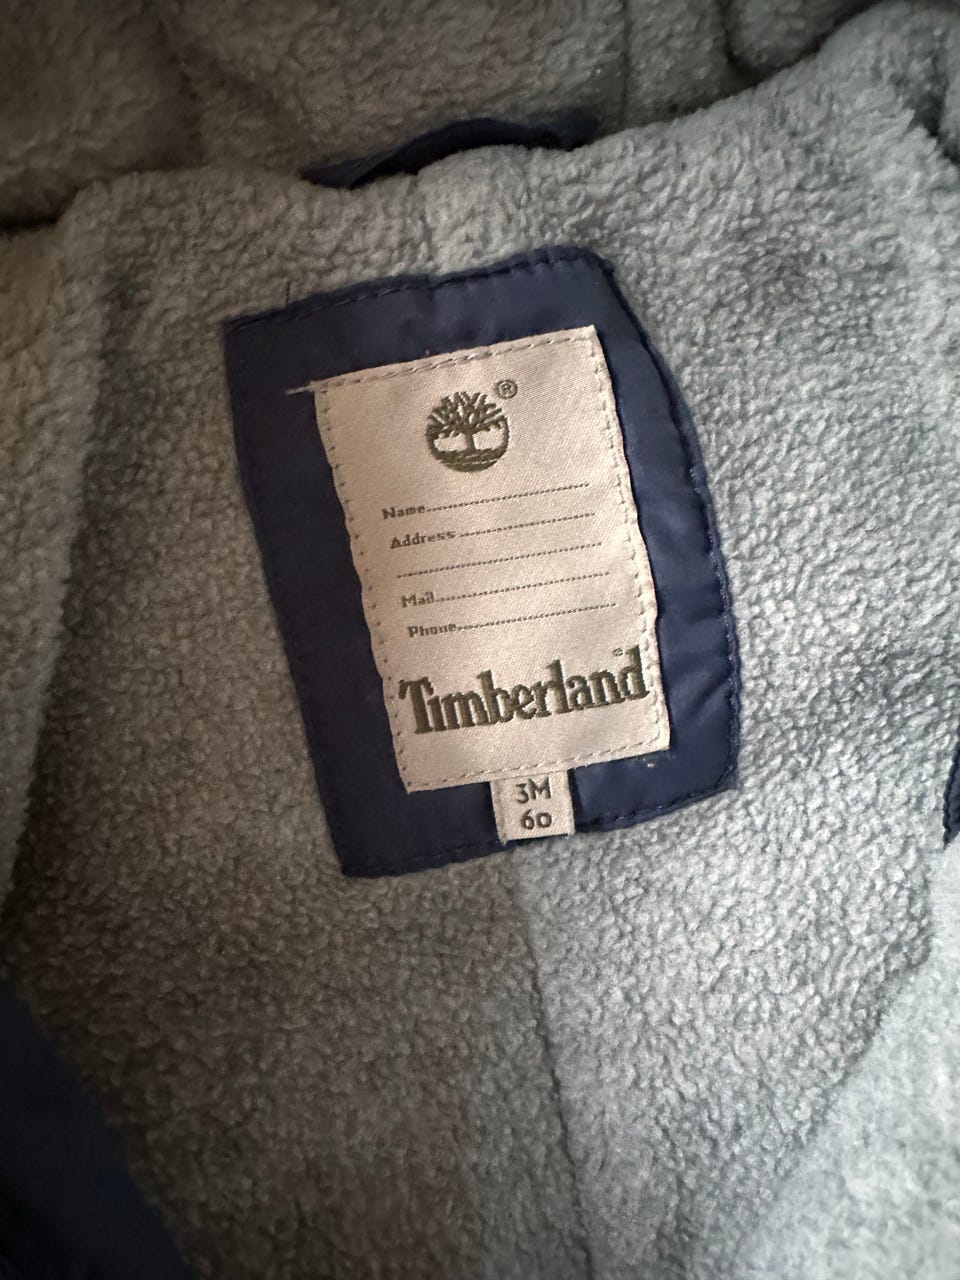 ®
Name
Address
Mail
Phone
Timberland®
3M
60